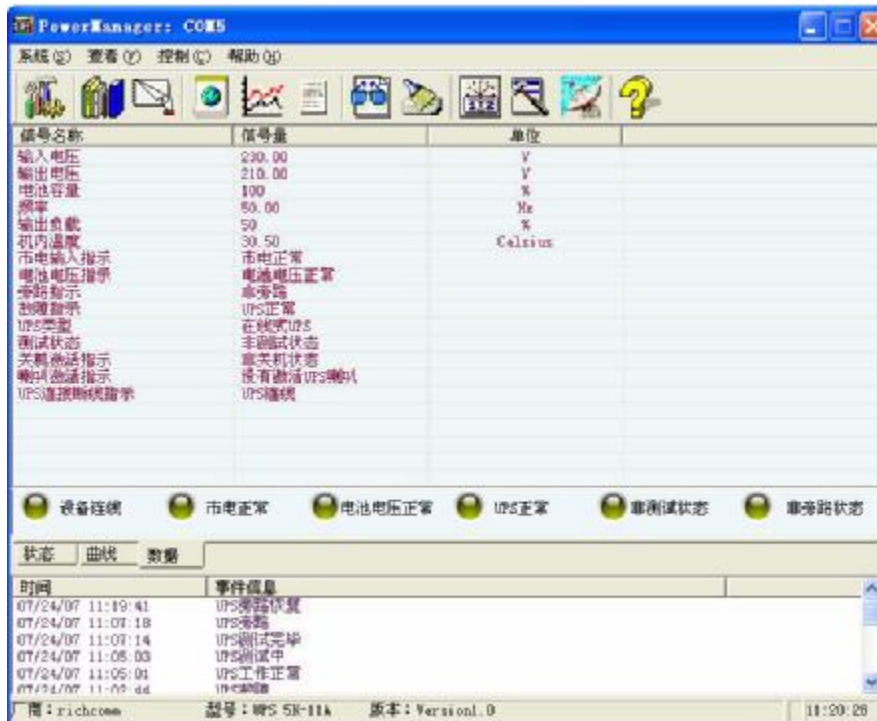 PowerManager: COM5
系统(S) 查看(V) 控制(C) 帮助(H)
信号名称 信号量 单位
输入电压 230.00 V
输出电压 210.00 V
电池容量 100 %
频率 50.00 Hz
输出负载 50 %
机内温度 30.50 Celsius
市电输入指示 市电正常
电池电压指示 电池电压正常
旁路指示 非旁路
故障指示 UPS正常
UPS类型 在线式UPS
测试状态 非测试状态
关机激活指示 非关机状态
喇叭激活指示 没有激活UPS喇叭
UPS连接断线指示 UPS连线
设备连线 市电正常 电池电压正常 UPS正常 非测试状态 非旁路状态
状态 曲线 数据
时间 事件信息
07/24/07 11:19:41 UPS旁路恢复
07/24/07 11:07:18 UPS旁路
07/24/07 11:07:14 UPS测试完毕
07/24/07 11:05:03 UPS测试中
07/24/07 11:05:01 UPS工作正常
07/24/07 11:02:44 UPS故障
厂商:richcomm 型号: 版本:Version1.0 11:20:28